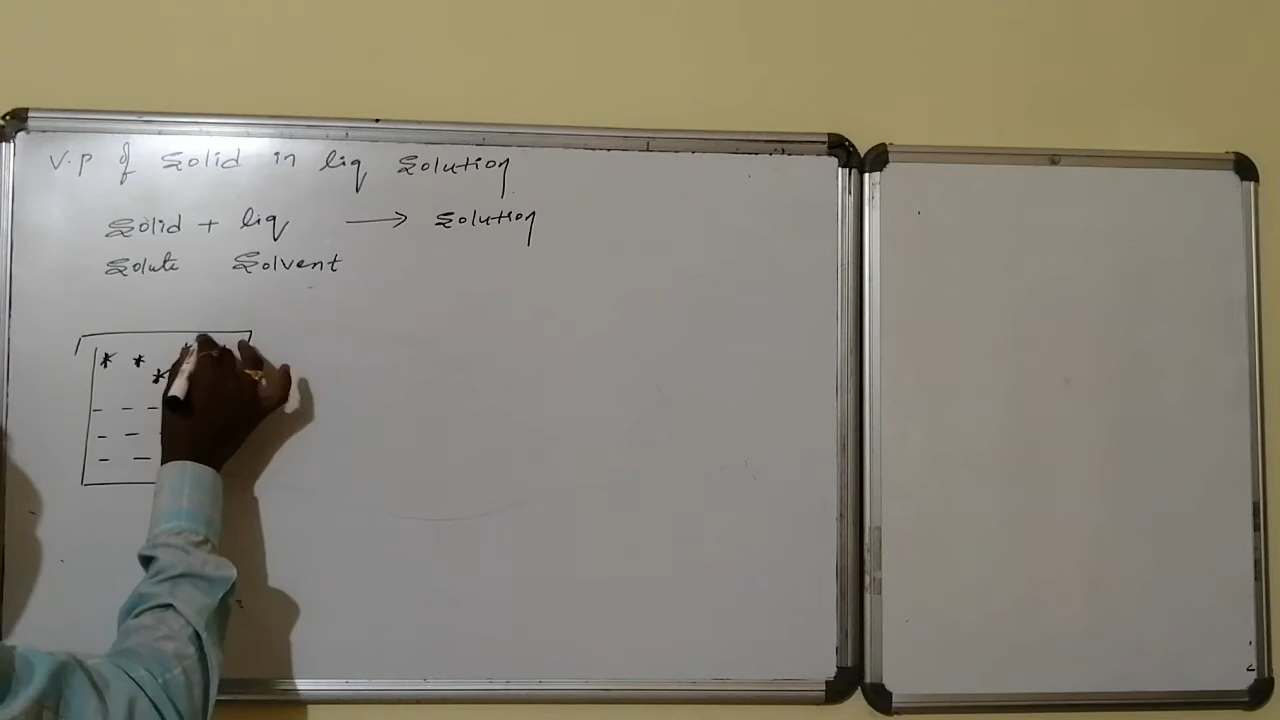 V.p of Solid in liq Solution
Solid + liq → Solution
Solute Solvent